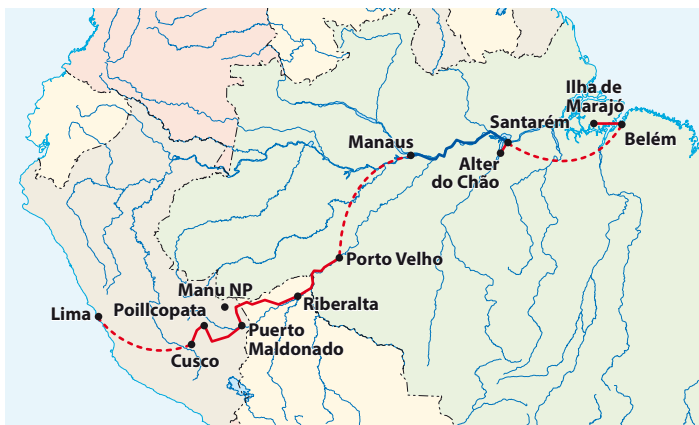 Ilha de
Marajó
Santarém
Manaus
Belém
Alter
do Chão
Porto Velho
Manu NP
Poillcopata
Riberalta
Lima
Puerto
Maldonado
Cusco